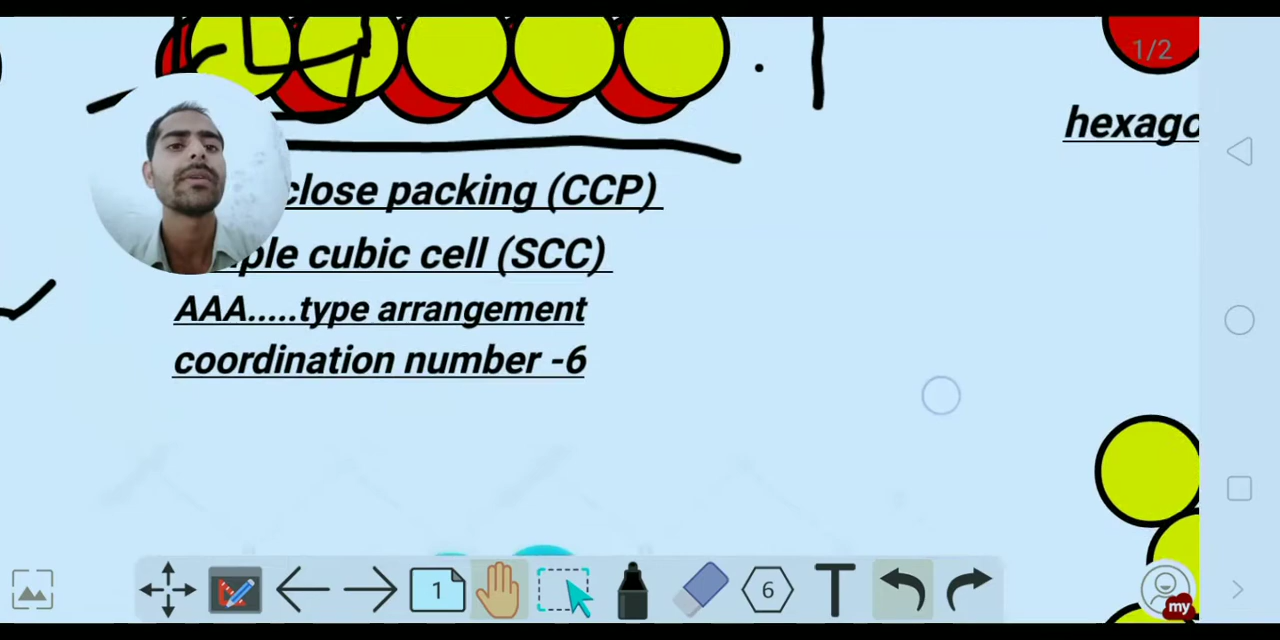 1/2
hexago
close packing (CCP)
ple cubic cell (SCC)
AAA.....type arrangement
coordination number -6
1
6
T
my